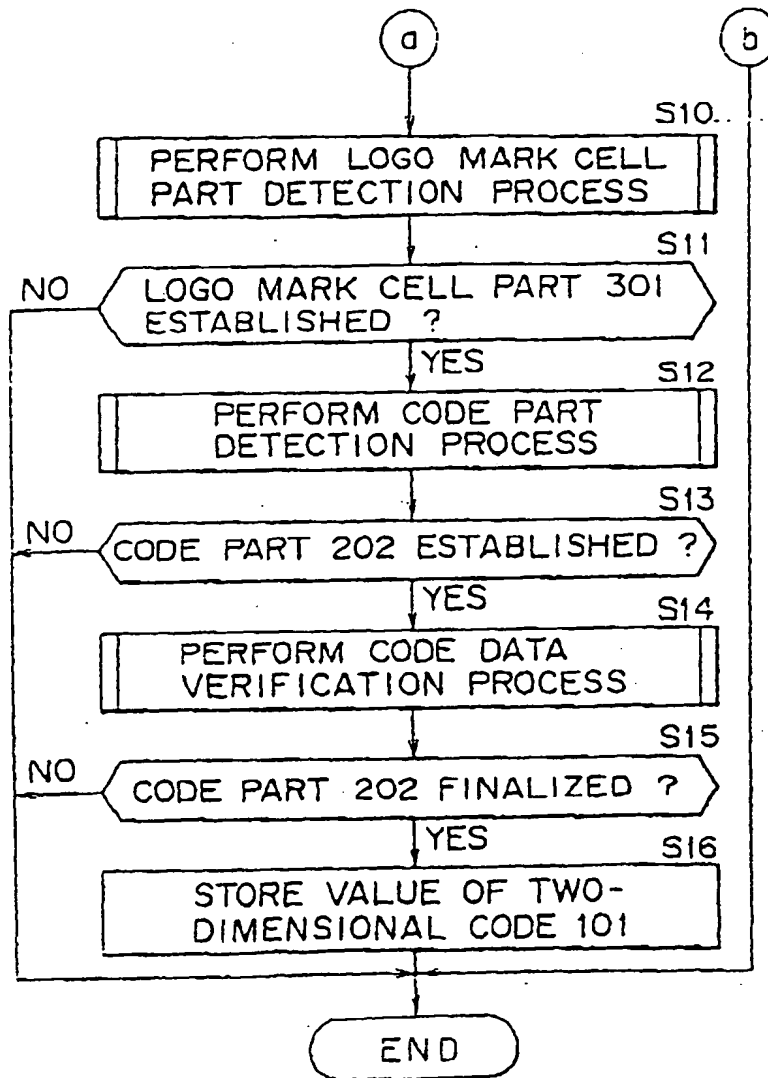 a
b
S10
PERFORM LOGO MARK CELL
PART DETECTION PROCESS
S11
NO
LOGO MARK CELL PART 301
ESTABLISHED ?
YES
S12
PERFORM CODE PART
DETECTION PROCESS
S13
NO
CODE PART 202 ESTABLISHED ?
YES
S14
PERFORM CODE DATA
VERIFICATION PROCESS
S15
NO
CODE PART 202 FINALIZED ?
YES
S16
STORE VALUE OF TWO-
DIMENSIONAL CODE 101
END